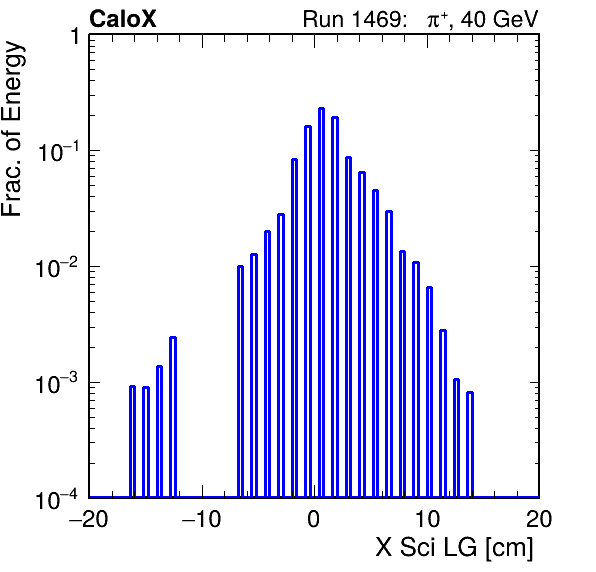 CaloX Run 1469: π⁺, 40 GeV
Frac. of Energy
1
10⁻¹
10⁻²
10⁻³
10⁻⁴
−20 −10 0 10 20
X Sci LG [cm]